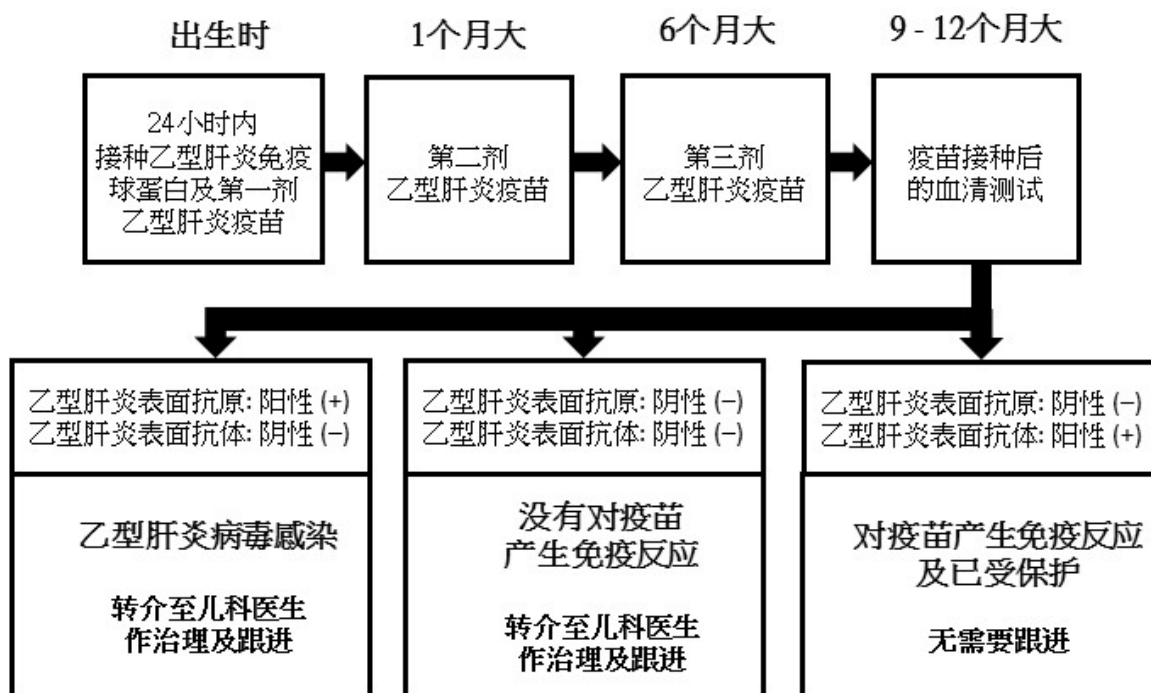 出生时
1个月大
6个月大
9 - 12个月大
24小时内
接种乙型肝炎免疫
球蛋白及第一剂
乙型肝炎疫苗
第二剂
乙型肝炎疫苗
第三剂
乙型肝炎疫苗
疫苗接种后
的血清测试
乙型肝炎表面抗原: 阳性 (+)
乙型肝炎表面抗体: 阴性 (−)
乙型肝炎病毒感染
转介至儿科医生
作治理及跟进
乙型肝炎表面抗原: 阴性 (−)
乙型肝炎表面抗体: 阴性 (−)
没有对疫苗
产生免疫反应
转介至儿科医生
作治理及跟进
乙型肝炎表面抗原: 阴性 (−)
乙型肝炎表面抗体: 阳性 (+)
对疫苗产生免疫反应
及已受保护
无需要跟进